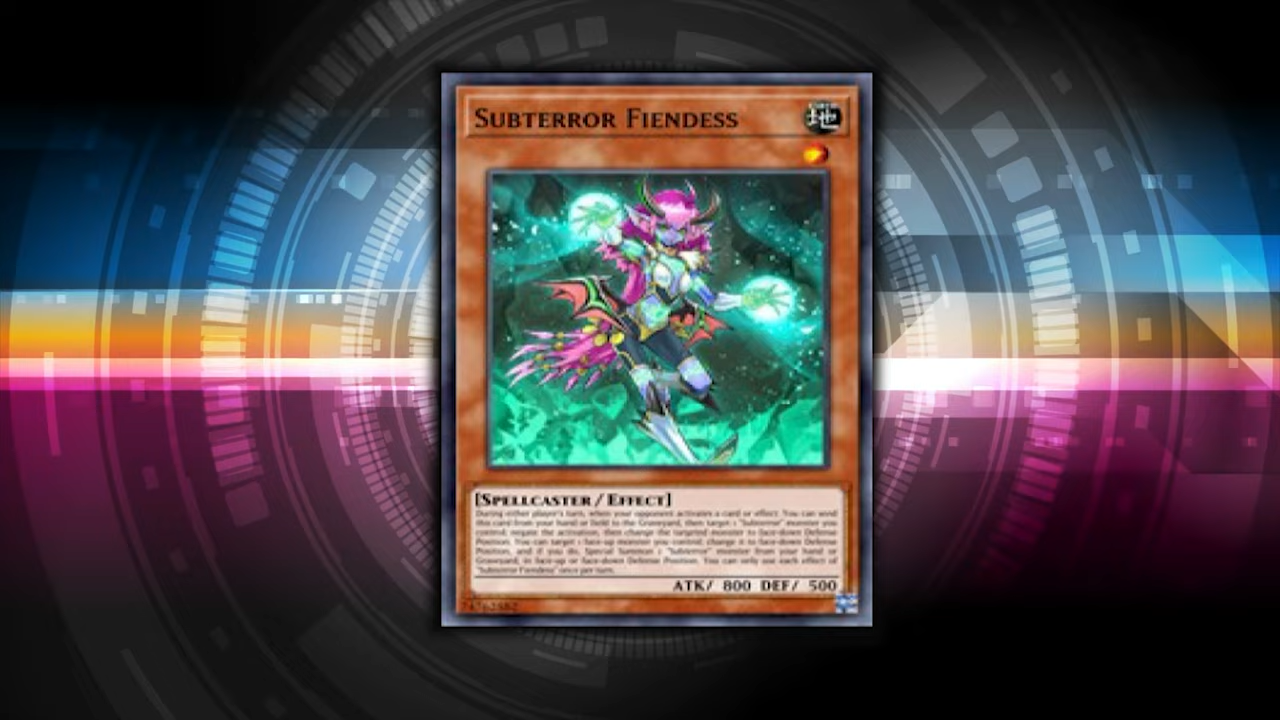 SUBTERROR FIENDESS
地
[SPELLCASTER / EFFECT]
During either player's turn, when your opponent activates a card or effect: You can send
this card from your hand or field to the Graveyard, then target 1 "Subterror" monster you
control; negate the activation, then change the targeted monster to face-down Defense
Position. You can target 1 face-up monster you control; change it to face-down Defense
Position, and if you do, Special Summon 1 "Subterror" monster from your hand or
Graveyard, in face-up or face-down Defense Position. You can only use each effect of
"Subterror Fiendess" once per turn.
ATK/ 800 DEF/ 500